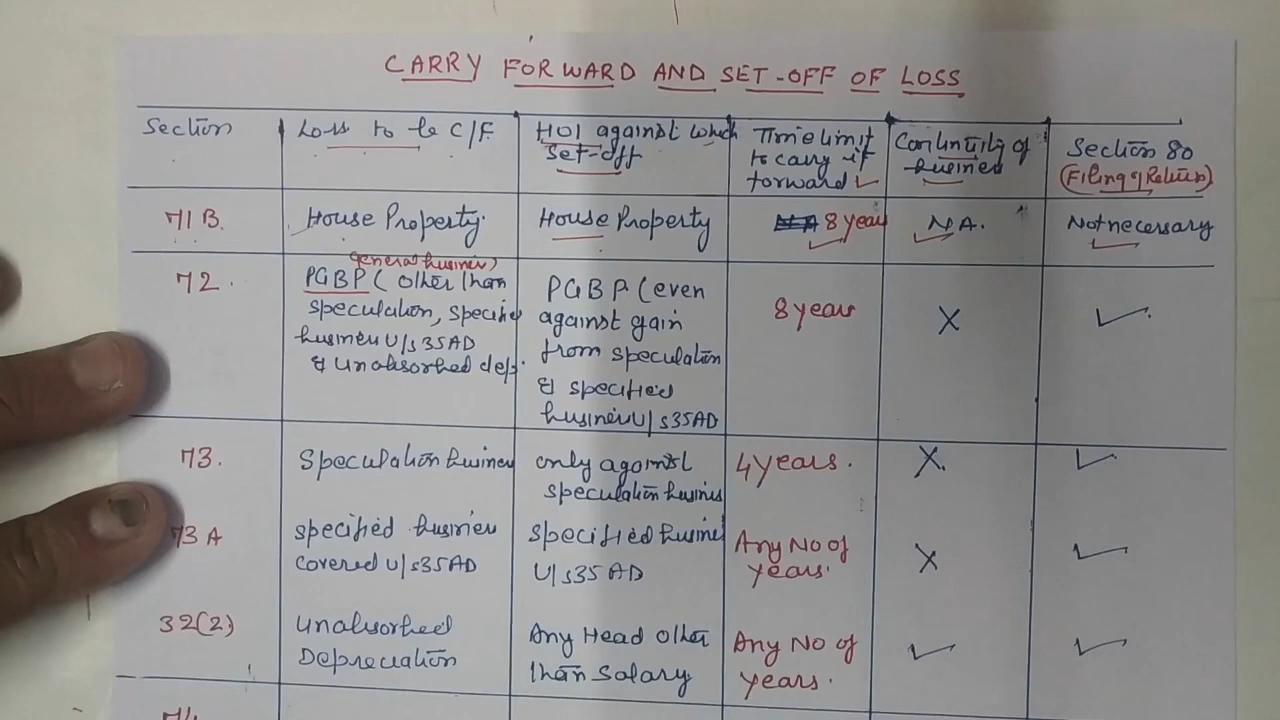 CARRY FORWARD AND SET-OFF OF LOSS
Section
Loss to be C/F
HOI against which
set-off
Time limit
to carry it
forward
Continuity of
business
Section 80
(Filing of Return)
71B.
House Property.
House Property
8 year
N.A.
Not necessary
72.
general business)
PGBP ( other than
speculation, specified
business U/s 35AD
& unabsorbed dep.
PGBP (even
against gain
from speculation
& specified
business U/s 35AD
8 years
X
✓
73.
Speculation business
only against
speculation business
4 years.
X.
✓
73A
specified business
covered U/s 35AD
specified busine
U/s 35AD
Any No of
years.
X
✓
32(2)
unabsorbed
Depreciation
Any Head other
than salary
Any No of
years.
✓
✓
74.